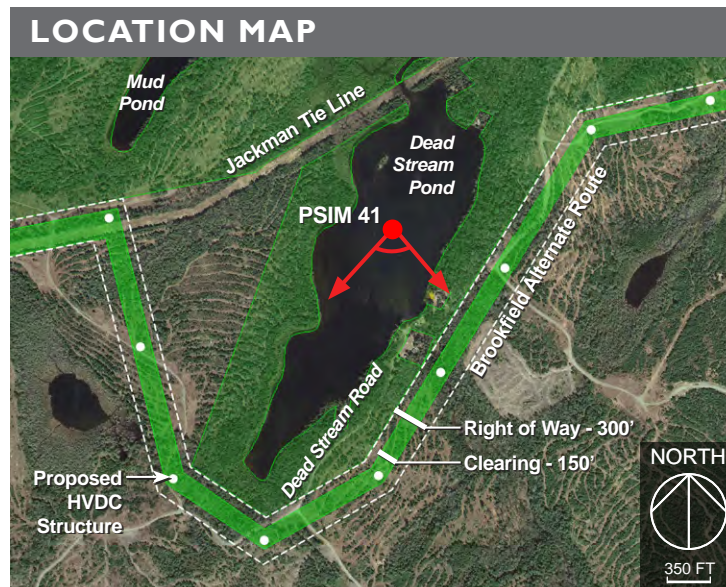 LOCATION MAP
Mud
Pond
Jackman Tie Line
Dead
Stream
Pond
PSIM 41
Brookfield Alternate Route
Dead Stream Road
Right of Way - 300'
Clearing - 150'
Proposed
HVDC
Structure
NORTH
350 FT